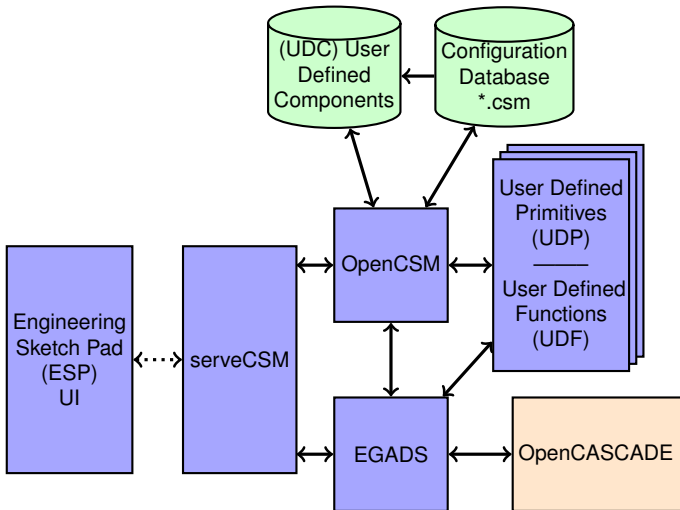 (UDC) User
Defined
Components
Configuration
Database
*.csm
User Defined
Primitives
(UDP)
User Defined
Functions
(UDF)
OpenCSM
Engineering
Sketch Pad
(ESP)
UI
serveCSM
EGADS
OpenCASCADE